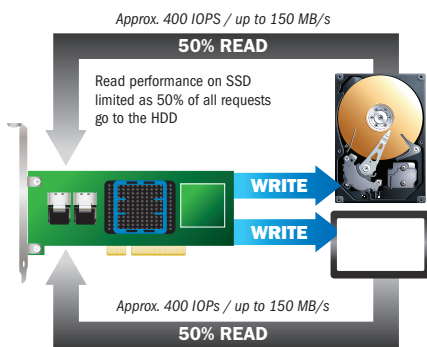 Approx. 400 IOPS / up to 150 MB/s
50% READ
Read performance on SSD
limited as 50% of all requests
go to the HDD
WRITE
WRITE
Approx. 400 IOPs / up to 150 MB/s
50% READ